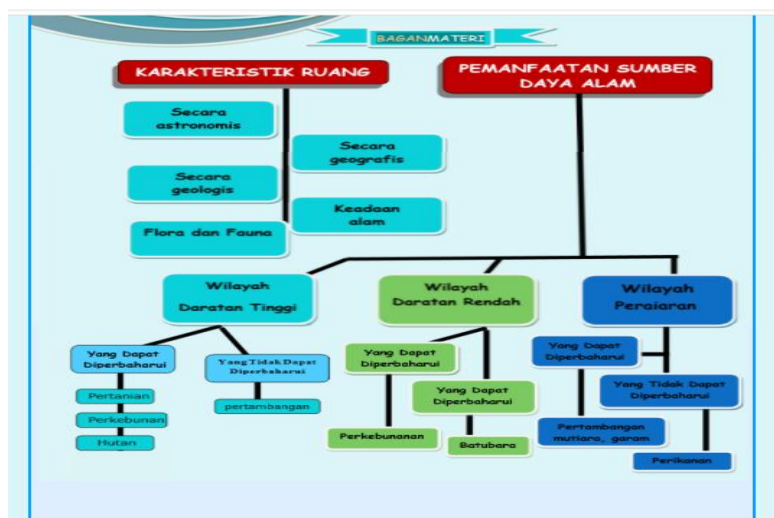 BAGANMATERI
KARAKTERISTIK RUANG
Secara
astronomis
Secara
geografis
Secara
geologis
Keadaan
alam
Flora dan Fauna
PEMANFAATAN SUMBER
DAYA ALAM
Wilayah
Daratan Tinggi
Yang Dapat
Diperbaharui
Pertanian
Perkebunan
Hutan
Yang Tidak Dapat
Diperbaharui
pertambangan
Wilayah
Daratan Rendah
Yang Dapat
Diperbaharui
Perkebunanan
Yang Dapat
Diperbaharui
Batubara
Wilayah
Peraiaran
Yang Dapat
Diperbaharui
Pertambangan
mutiara, garam
Yang Tidak Dapat
Diperbaharui
Perikanan